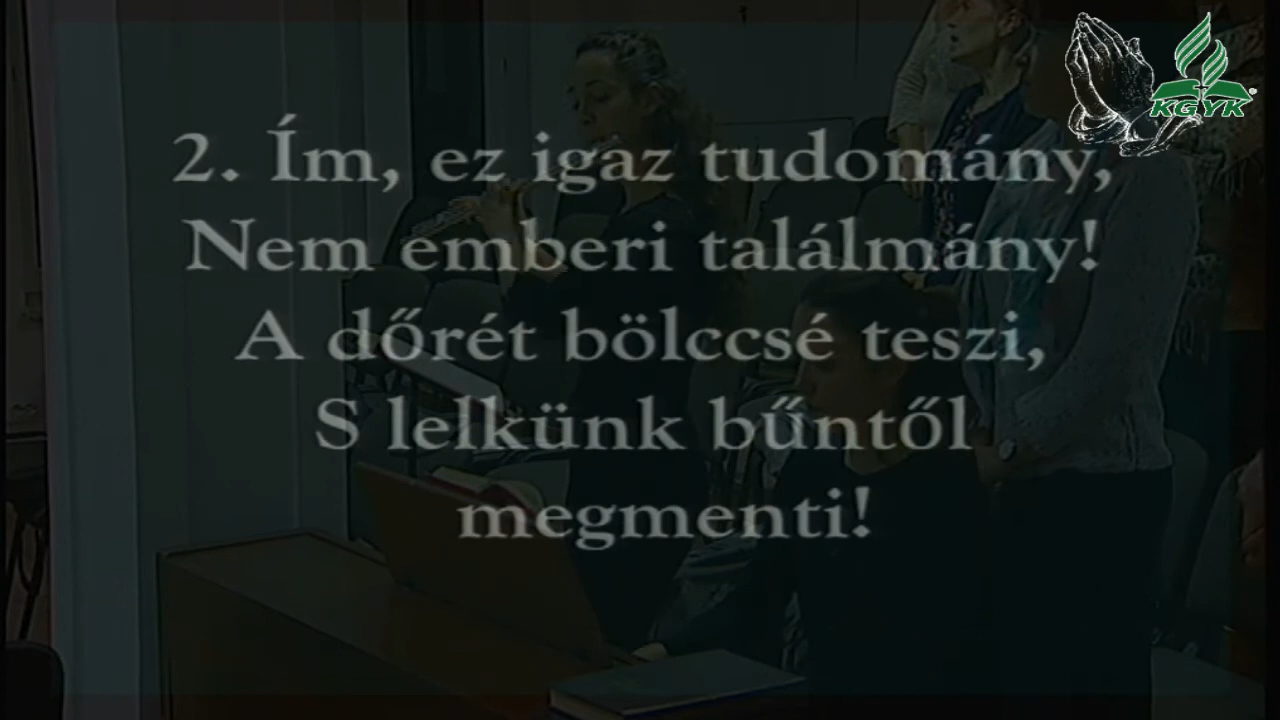 KGYK
2. Ím, ez igaz tudomány,
Nem emberi találmány!
A dőrét bölccsé teszi,
S lelkünk bűntől
megmenti!